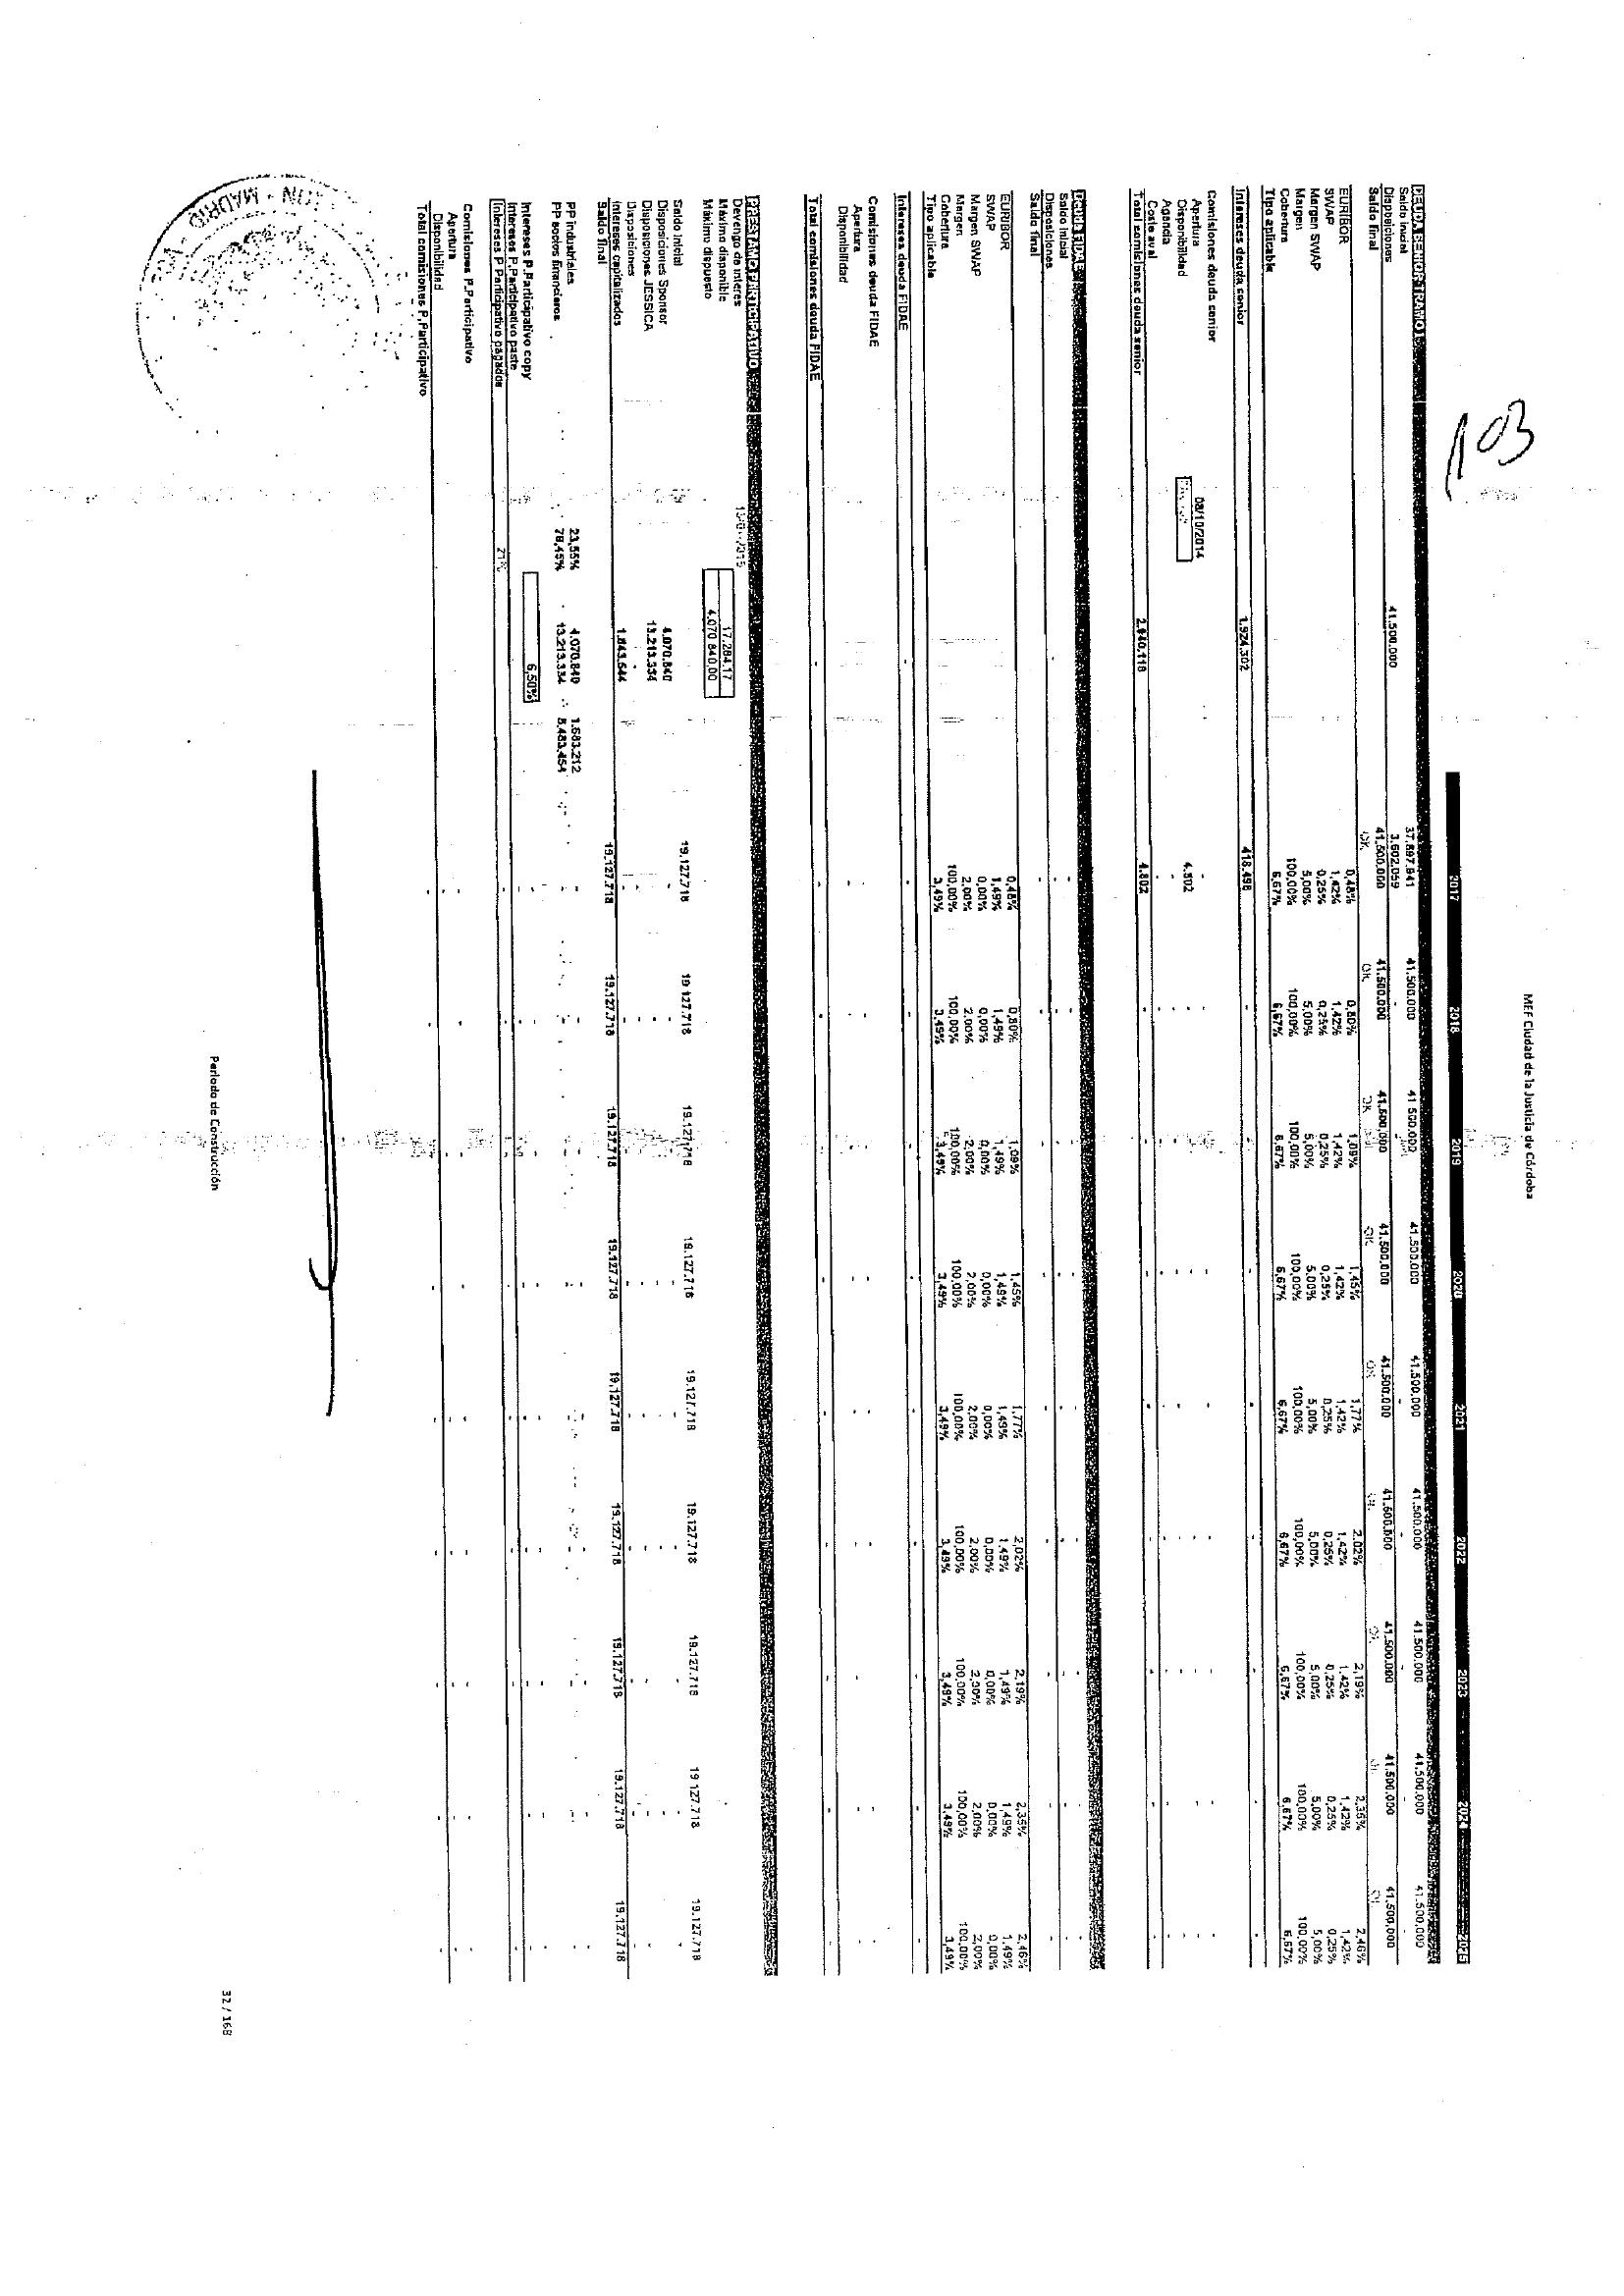 103
MEF Ciudad de la Justicia de Córdoba
2017 2018 2019 2020 2021 2022 2023 2024 2025
DEUDA SENIOR TRAMO
Saldo inicial 37.897.941 41.500.000 41.500.000 41.500.000 41.500.000 41.500.000 41.500.000 41.500.000 41.500.000
Disposiciones 41.500.000 3.602.059 - - - - - - - -
Saldo final 41.500.000 41.500.000 41.500.000 41.500.000 41.500.000 41.500.000 41.500.000 41.500.000 41.500.000
OK OK OK OK OK
EURIBOR 0,48% 0,80% 1,09% 1,45% 1,77% 2,02% 2,19% 2,35% 2,46%
SWAP 1,42% 1,42% 1,42% 1,42% 1,42% 1,42% 1,42% 1,42% 1,42%
Margen SWAP 0,25% 0,25% 0,25% 0,25% 0,25% 0,25% 0,25% 0,25% 0,25%
Margen 5,00% 5,00% 5,00% 5,00% 5,00% 5,00% 5,00% 5,00% 5,00%
Cobertura 100,00% 100,00% 100,00% 100,00% 100,00% 100,00% 100,00% 100,00% 100,00%
Tipo aplicable 6,67% 6,67% 6,67% 6,67% 6,67% 6,67% 6,67% 6,67% 6,67%
Intereses deuda senior 1.924.302 418.498 - - - - - - - -
Comisiones deuda senior
Apertura 08/10/2014
Disponibilidad 4.802
Agencia
Coste aval
Total comisiones deuda senior 2.640.118 4.802
DEUDA FIDAE
Saldo inicial
Disposiciones
Saldo final
EURIBOR 0,48% 0,80% 1,09% 1,45% 1,77% 2,02% 2,19% 2,35% 2,46%
SWAP 1,49% 1,49% 1,49% 1,49% 1,49% 1,49% 1,49% 1,49% 1,49%
Margen SWAP 0,00% 0,00% 0,00% 0,00% 0,00% 0,00% 0,00% 0,00% 0,00%
Margen 2,00% 2,00% 2,00% 2,00% 2,00% 2,00% 2,00% 2,00% 2,00%
Cobertura 100,00% 100,00% 100,00% 100,00% 100,00% 100,00% 100,00% 100,00% 100,00%
Tipo aplicable 3,49% 3,49% 3,49% 3,49% 3,49% 3,49% 3,49% 3,49% 3,49%
Intereses deuda FIDAE
Comisiones deuda FIDAE
Apertura
Disponibilidad
Total comisiones deuda FIDAE
PRESTAMO PARTICIPATIVO
Devengo de interes
Máximo disponible 17.284,17
Máximo dispuesto 4.070.840,00
Saldo inicial 19.127.718 19.127.718 19.127.718 19.127.718 19.127.718 19.127.718 19.127.718 19.127.718 19.127.718
Disposiciones Sponsor 4.070.840
Disposiciones JESSICA 13.213.334
Disposiciones
Intereses capitalizados 1.843.544
Saldo final 19.127.718 19.127.718 19.127.718 19.127.718 19.127.718 19.127.718 19.127.718 19.127.718 19.127.718
PP industriales 23,55% 4.070.840 1.683.212
PP socios financieros 76,45% 13.213.334 5.463.454
Intereses P.Participativo copy 6,50%
Intereses P.Participativo paste
Intereses P.Participativo pagados 21%
Comisiones P.Participativo
Apertura
Disponibilidad
Total comisiones P.Participativo
MADRID
Periodo de Construcción
32 / 168